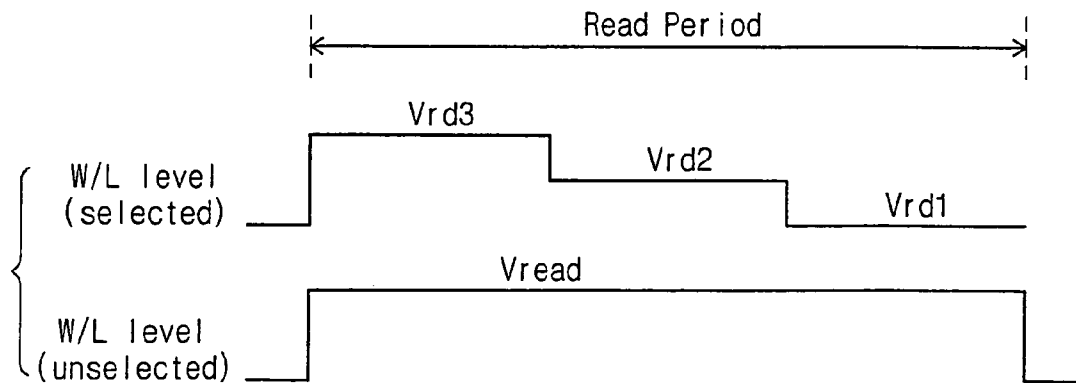 Read Period
Vrd3
Vrd2
Vrd1
W/L level
(selected)
Vread
W/L level
(unselected)